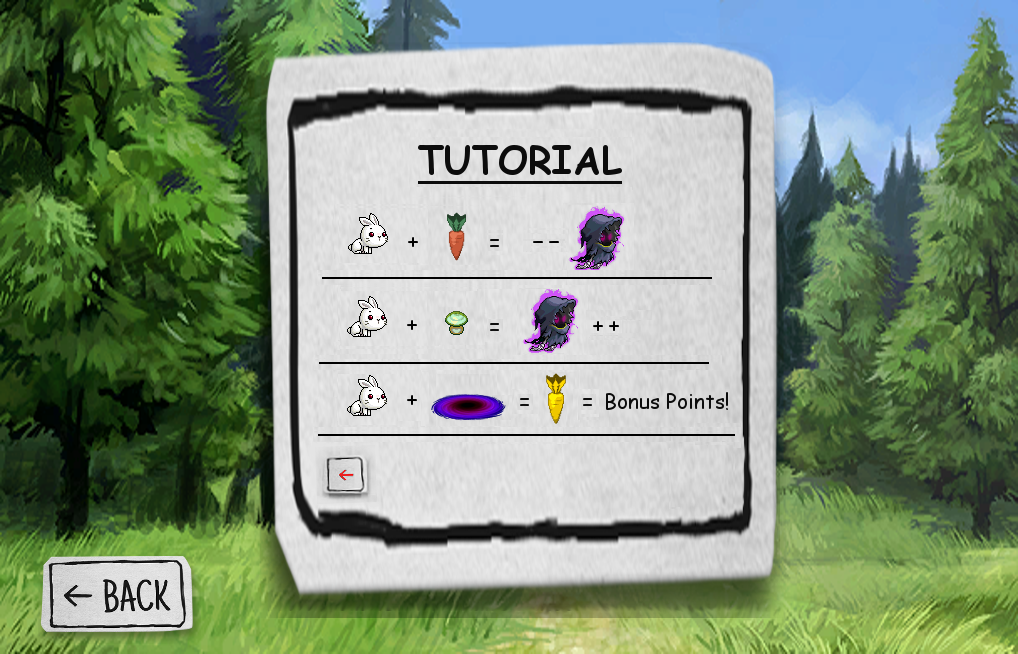 TUTORIAL
+ = --
+ = ++
+ = = Bonus Points!
←
← BACK